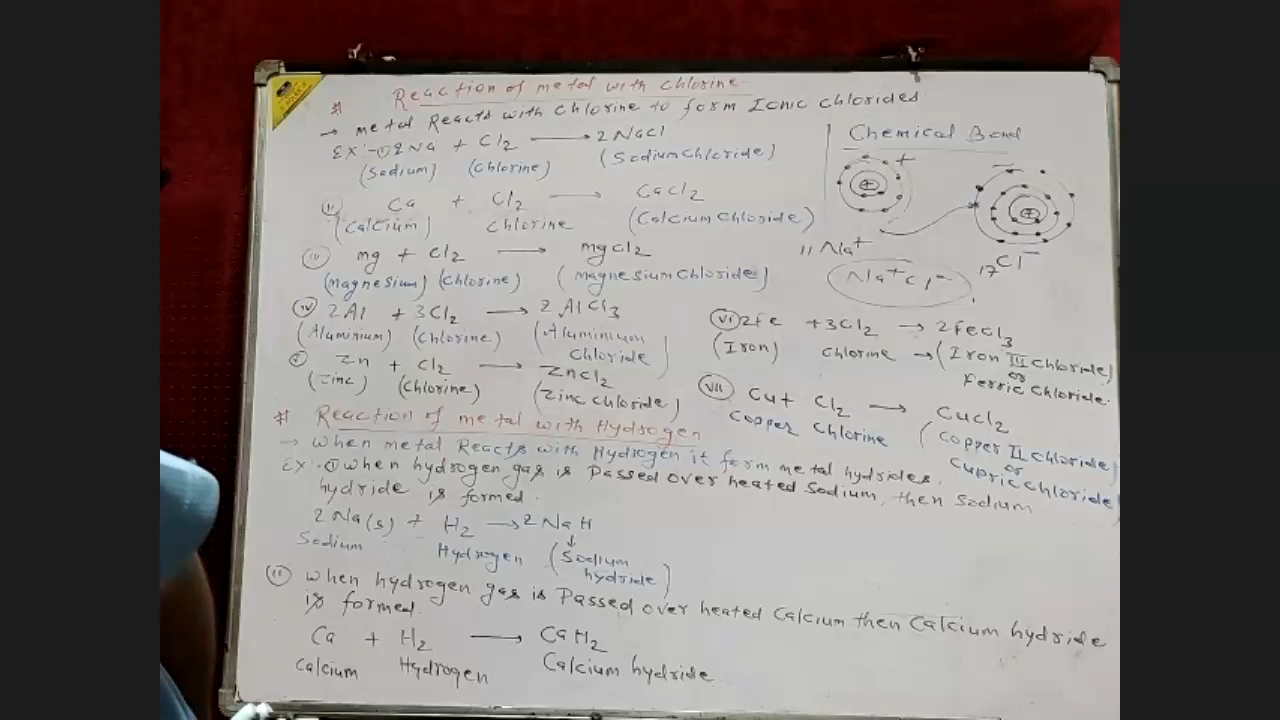 # Reaction of metal with Chlorine
→ metal Reacts with Chlorine to form Ionic Chlorides
EX:- ① 2Na + Cl2 → 2NaCl
(Sodium) (Chlorine) (Sodium Chloride)
Ca + Cl2 → CaCl2
(Calcium) Chlorine (Calcium Chloride)
mg + Cl2 → mgcl2
(magnesium) (Chlorine) (magnesium Chloride)
iv 2Al + 3Cl2 → 2AlCl3
(Aluminium) (Chlorine) (Aluminium
Chloride)
Zn + Cl2 → ZnCl2
(Zinc) (Chlorine) (Zinc Chloride)
Chemical Bond
+ −
11Na+ 17Cl−
Na+Cl−
vi 2Fe + 3Cl2 → 2FeCl3
(Iron) Chlorine → (Iron III Chloride)
or
Ferric Chloride.
vii Cu + Cl2 → CuCl2
Copper Chlorine (Copper II Chloride)
or
Cupric Chloride
# Reaction of metal with Hydrogen
→ when metal Reacts with Hydrogen it form metal hydrides.
EX:- ① when hydrogen gas is Passed over heated Sodium, then Sodium
hydride is formed.
2Na(s) + H2 → 2NaH
Sodium Hydrogen (Sodium
hydride)
ii when hydrogen gas is Passed over heated Calcium then Calcium hydride
is formed.
Ca + H2 → CaH2
Calcium Hydrogen Calcium hydride